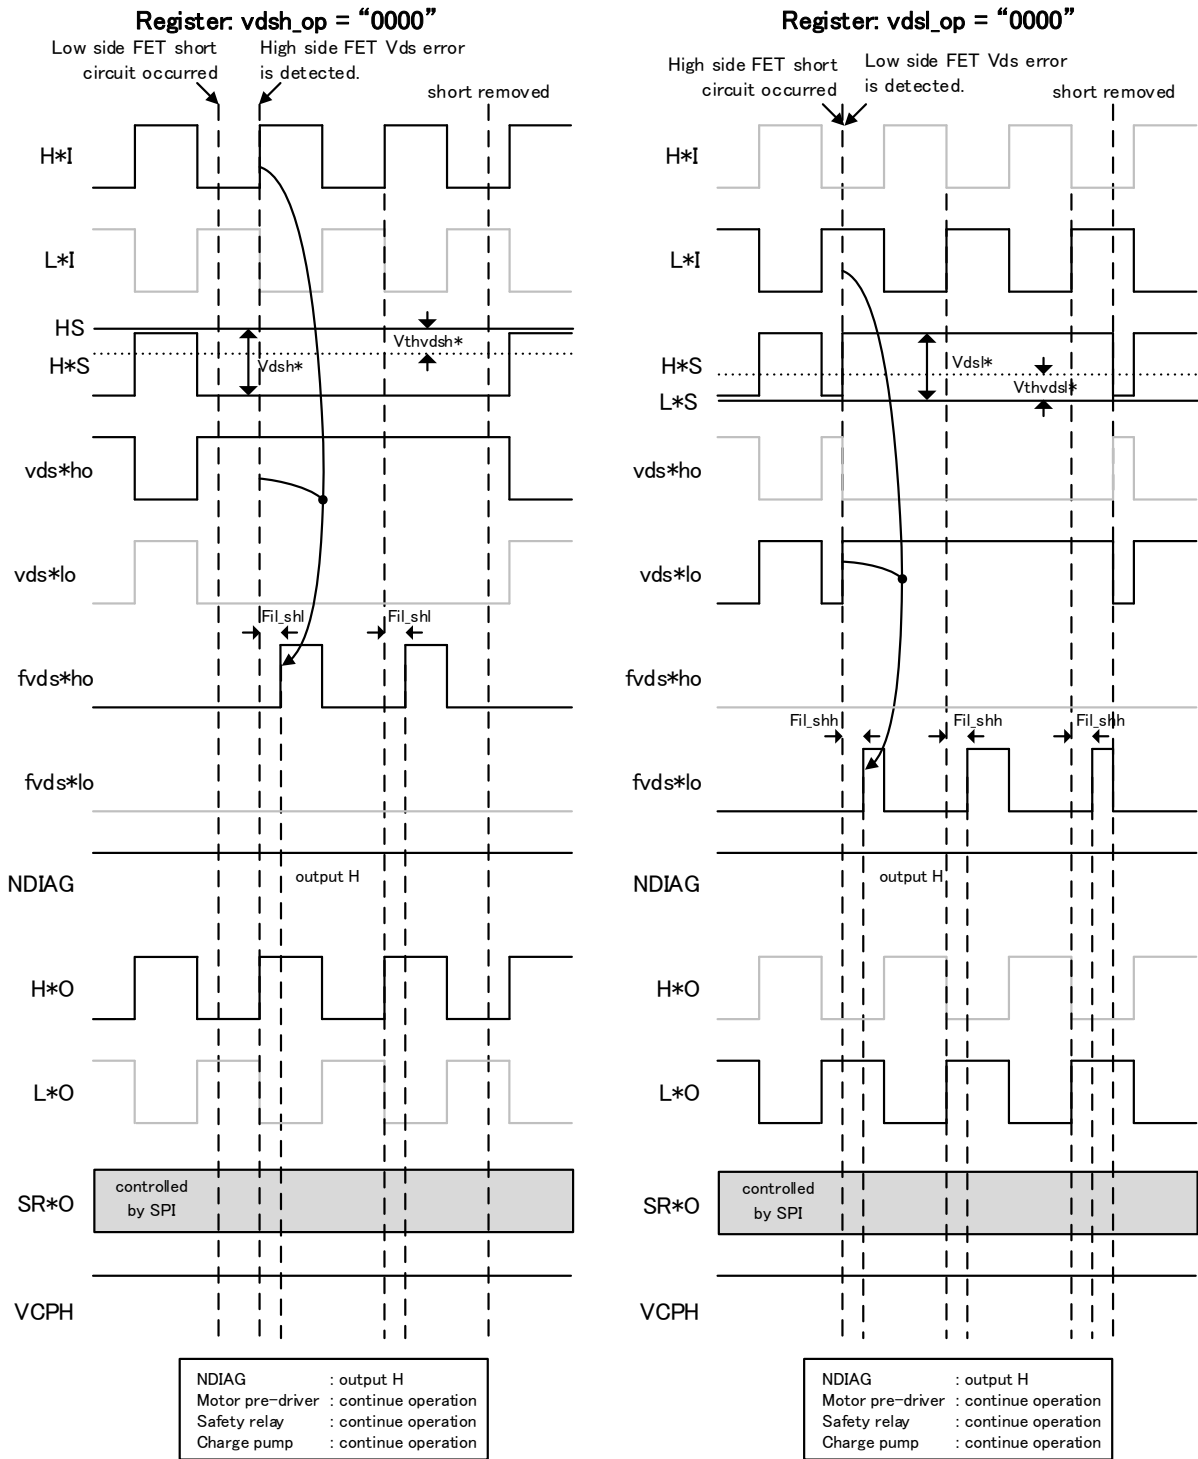 Register: vdsh_op = “0000”
Low side FET short
circuit occurred
High side FET Vds error
is detected.
short removed
H*I
L*I
HS
Vthvdsh*
H*S
Vdsh*
vds*ho
vds*lo
Fil_shl
Fil_shl
fvds*ho
fvds*lo
output H
NDIAG
H*O
L*O
controlled
by SPI
SR*O
VCPH
NDIAG : output H
Motor pre-driver : continue operation
Safety relay : continue operation
Charge pump : continue operation
Register: vdsl_op = “0000”
High side FET short
circuit occurred
Low side FET Vds error
is detected.
short removed
H*I
L*I
H*S
Vdsl*
Vthvdsl*
L*S
vds*ho
vds*lo
fvds*ho
Fil_shh
Fil_shh
Fil_shh
fvds*lo
output H
NDIAG
H*O
L*O
controlled
by SPI
SR*O
VCPH
NDIAG : output H
Motor pre-driver : continue operation
Safety relay : continue operation
Charge pump : continue operation